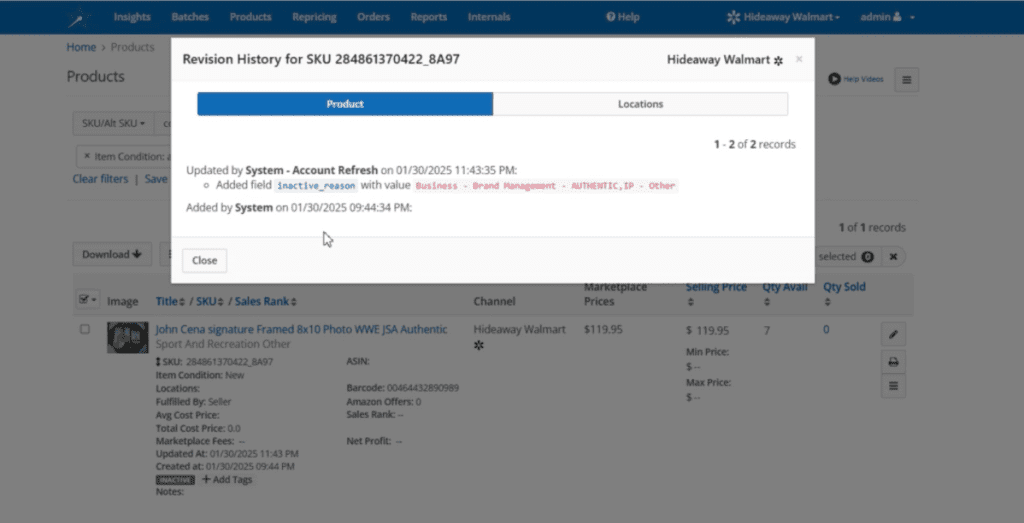 Insights Batches Products Repricing Orders Reports Internals Help Hideaway Walmart admin
Home > Products
Products
Help Videos
SKU/Alt SKU
× Item Condition:
Clear filters | Save
Revision History for SKU 284861370422_8A97
Hideaway Walmart ×
Product Locations
1 - 2 of 2 records
Updated by System - Account Refresh on 01/30/2025 11:43:35 PM:
Added field inactive_reason with value Business - Brand Management - AUTHENTIC,IP - Other
Added by System on 01/30/2025 09:44:34 PM:
Close
1 of 1 records
Download
selected 0 ×
Image Title / SKU / Sales Rank Channel Marketplace Prices Selling Price Qty Avail Qty Sold
John Cena signature Framed 8x10 Photo WWE JSA Authentic
Sport And Recreation Other
Hideaway Walmart
$119.95
$ 119.95
7
0
Min Price:
$ --
Max Price:
$ --
SKU: 284861370422_8A97
ASIN:
Item Condition: New
Locations:
Barcode: 00464432890989
Fulfilled By: Seller
Amazon Offers: 0
Avg Cost Price:
Sales Rank: --
Total Cost Price: 0.0
Marketplace Fees: --
Net Profit: --
Updated At: 01/30/2025 11:43 PM
Created at: 01/30/2025 09:44 PM
INACTIVE + Add Tags
Notes: